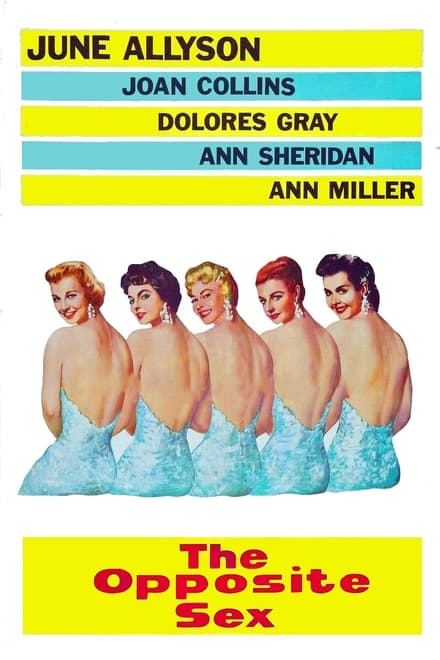 JUNE ALLYSON
JOAN COLLINS
DOLORES GRAY
ANN SHERIDAN
ANN MILLER
The
Opposite
Sex